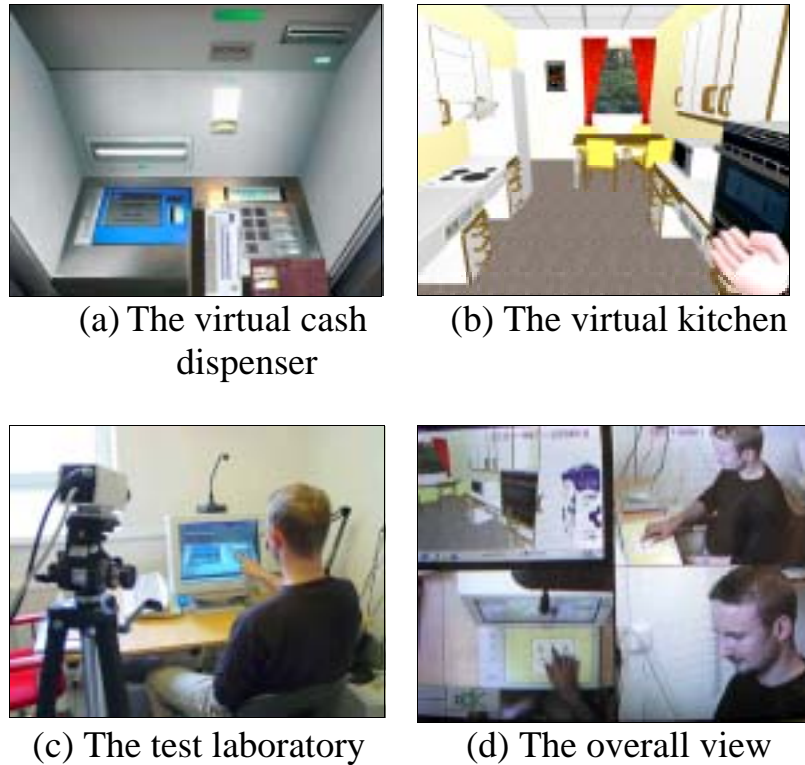 (a) The virtual cash
dispenser
(b) The virtual kitchen
(c) The test laboratory
(d) The overall view